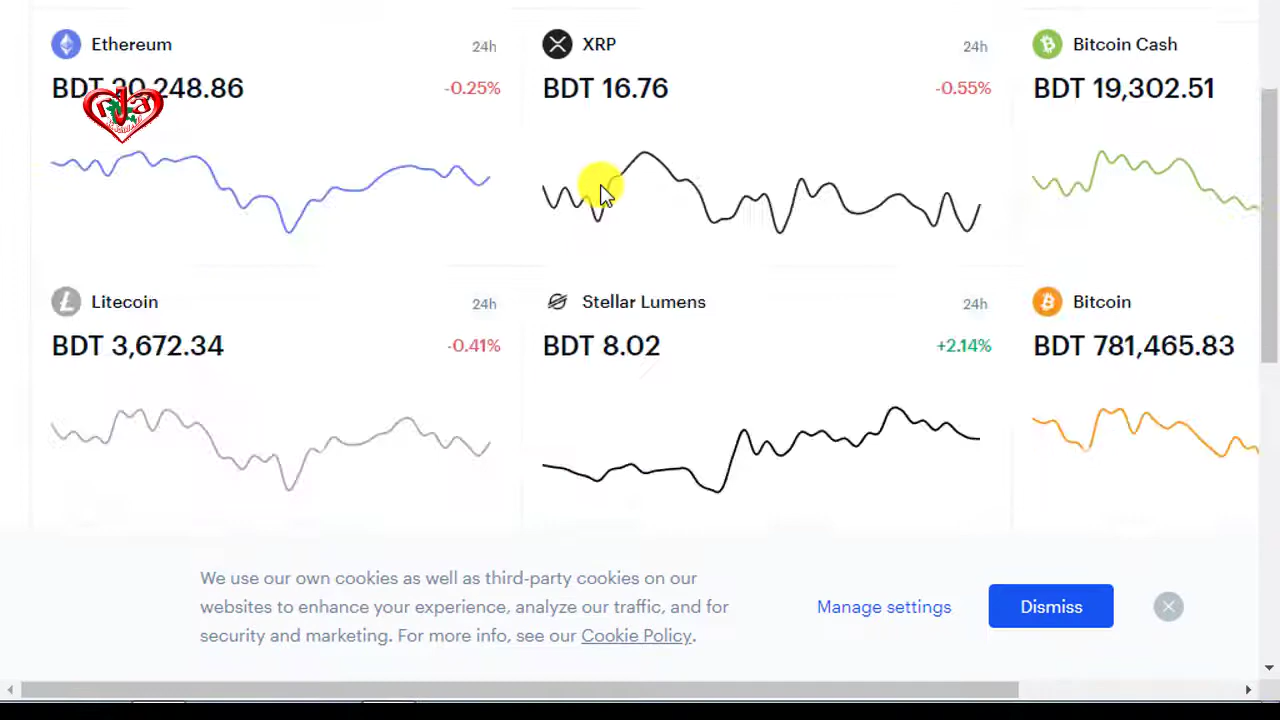 Ethereum 24h
XRP 24h
Bitcoin Cash
BDT 20,248.86 -0.25%
BDT 16.76 -0.55%
BDT 19,302.51
Litecoin 24h
Stellar Lumens 24h
Bitcoin
BDT 3,672.34 -0.41%
BDT 8.02 +2.14%
BDT 781,465.83
We use our own cookies as well as third-party cookies on our
websites to enhance your experience, analyze our traffic, and for
security and marketing. For more info, see our Cookie Policy.
Manage settings
Dismiss